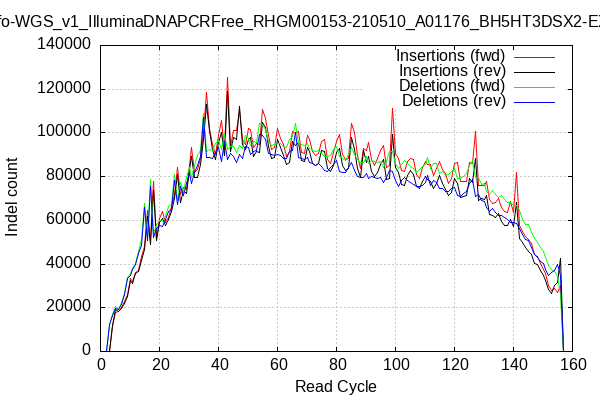 fo-WGS_v1_IlluminaDNAPCRFree_RHGM00153-210510_A01176_BH5HT3DSX2-E
Insertions (fwd)
Insertions (rev)
Deletions (fwd)
Deletions (rev)
Indel count
140000
120000
100000
80000
60000
40000
20000
0
0 20 40 60 80 100 120 140 160
Read Cycle